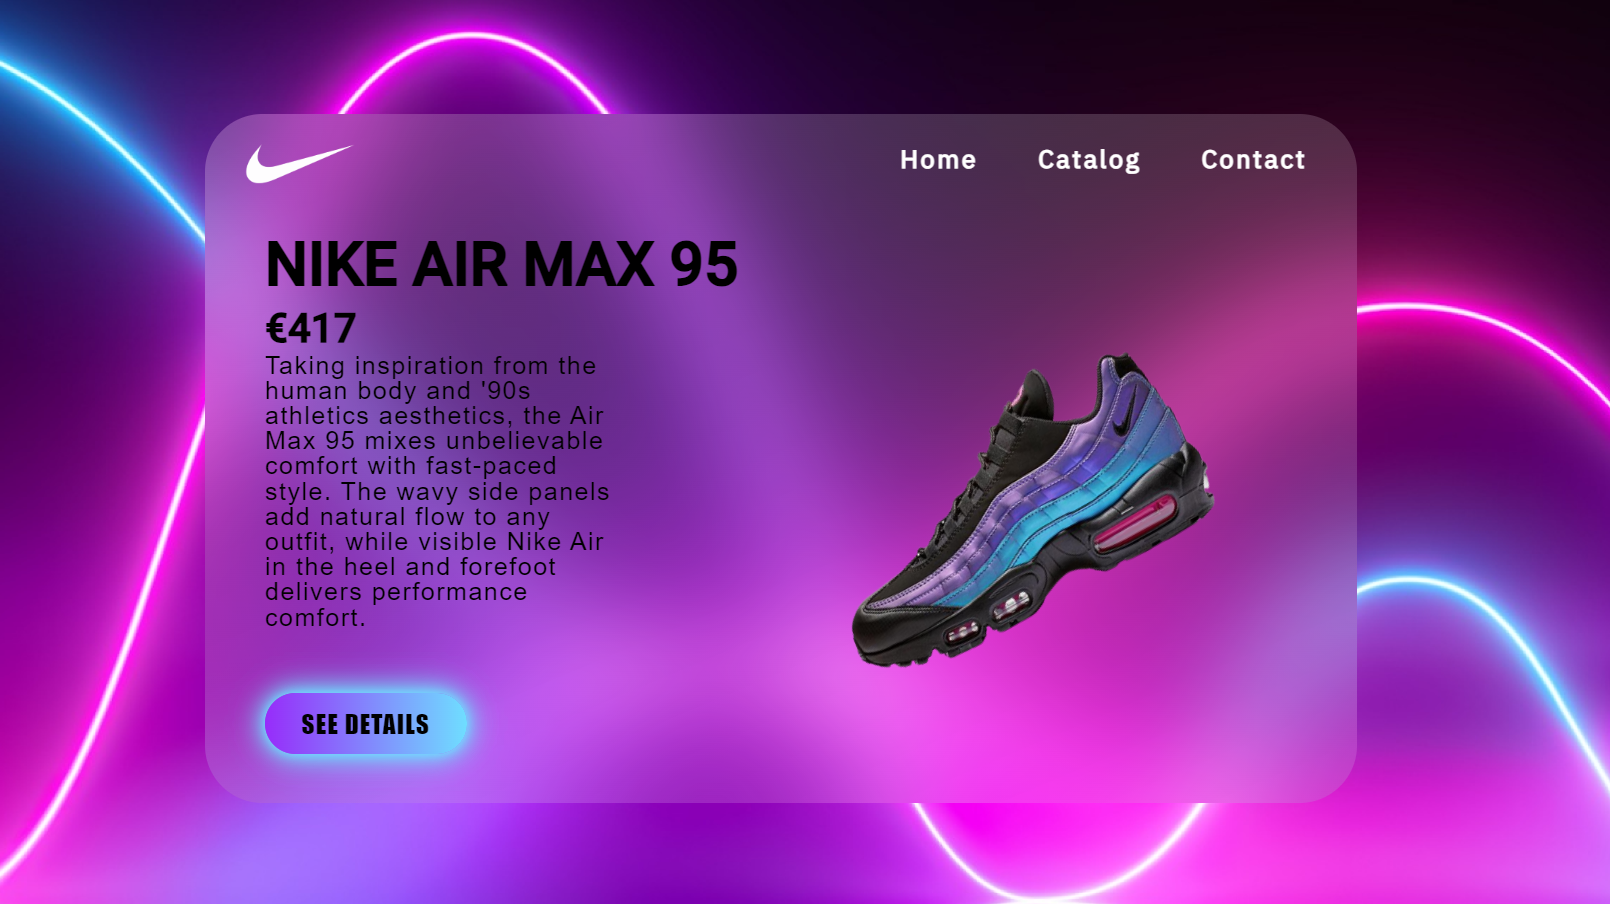 Home Catalog Contact
NIKE AIR MAX 95
€417
Taking inspiration from the
human body and '90s
athletics aesthetics, the Air
Max 95 mixes unbelievable
comfort with fast-paced
style. The wavy side panels
add natural flow to any
outfit, while visible Nike Air
in the heel and forefoot
delivers performance
comfort.
SEE DETAILS